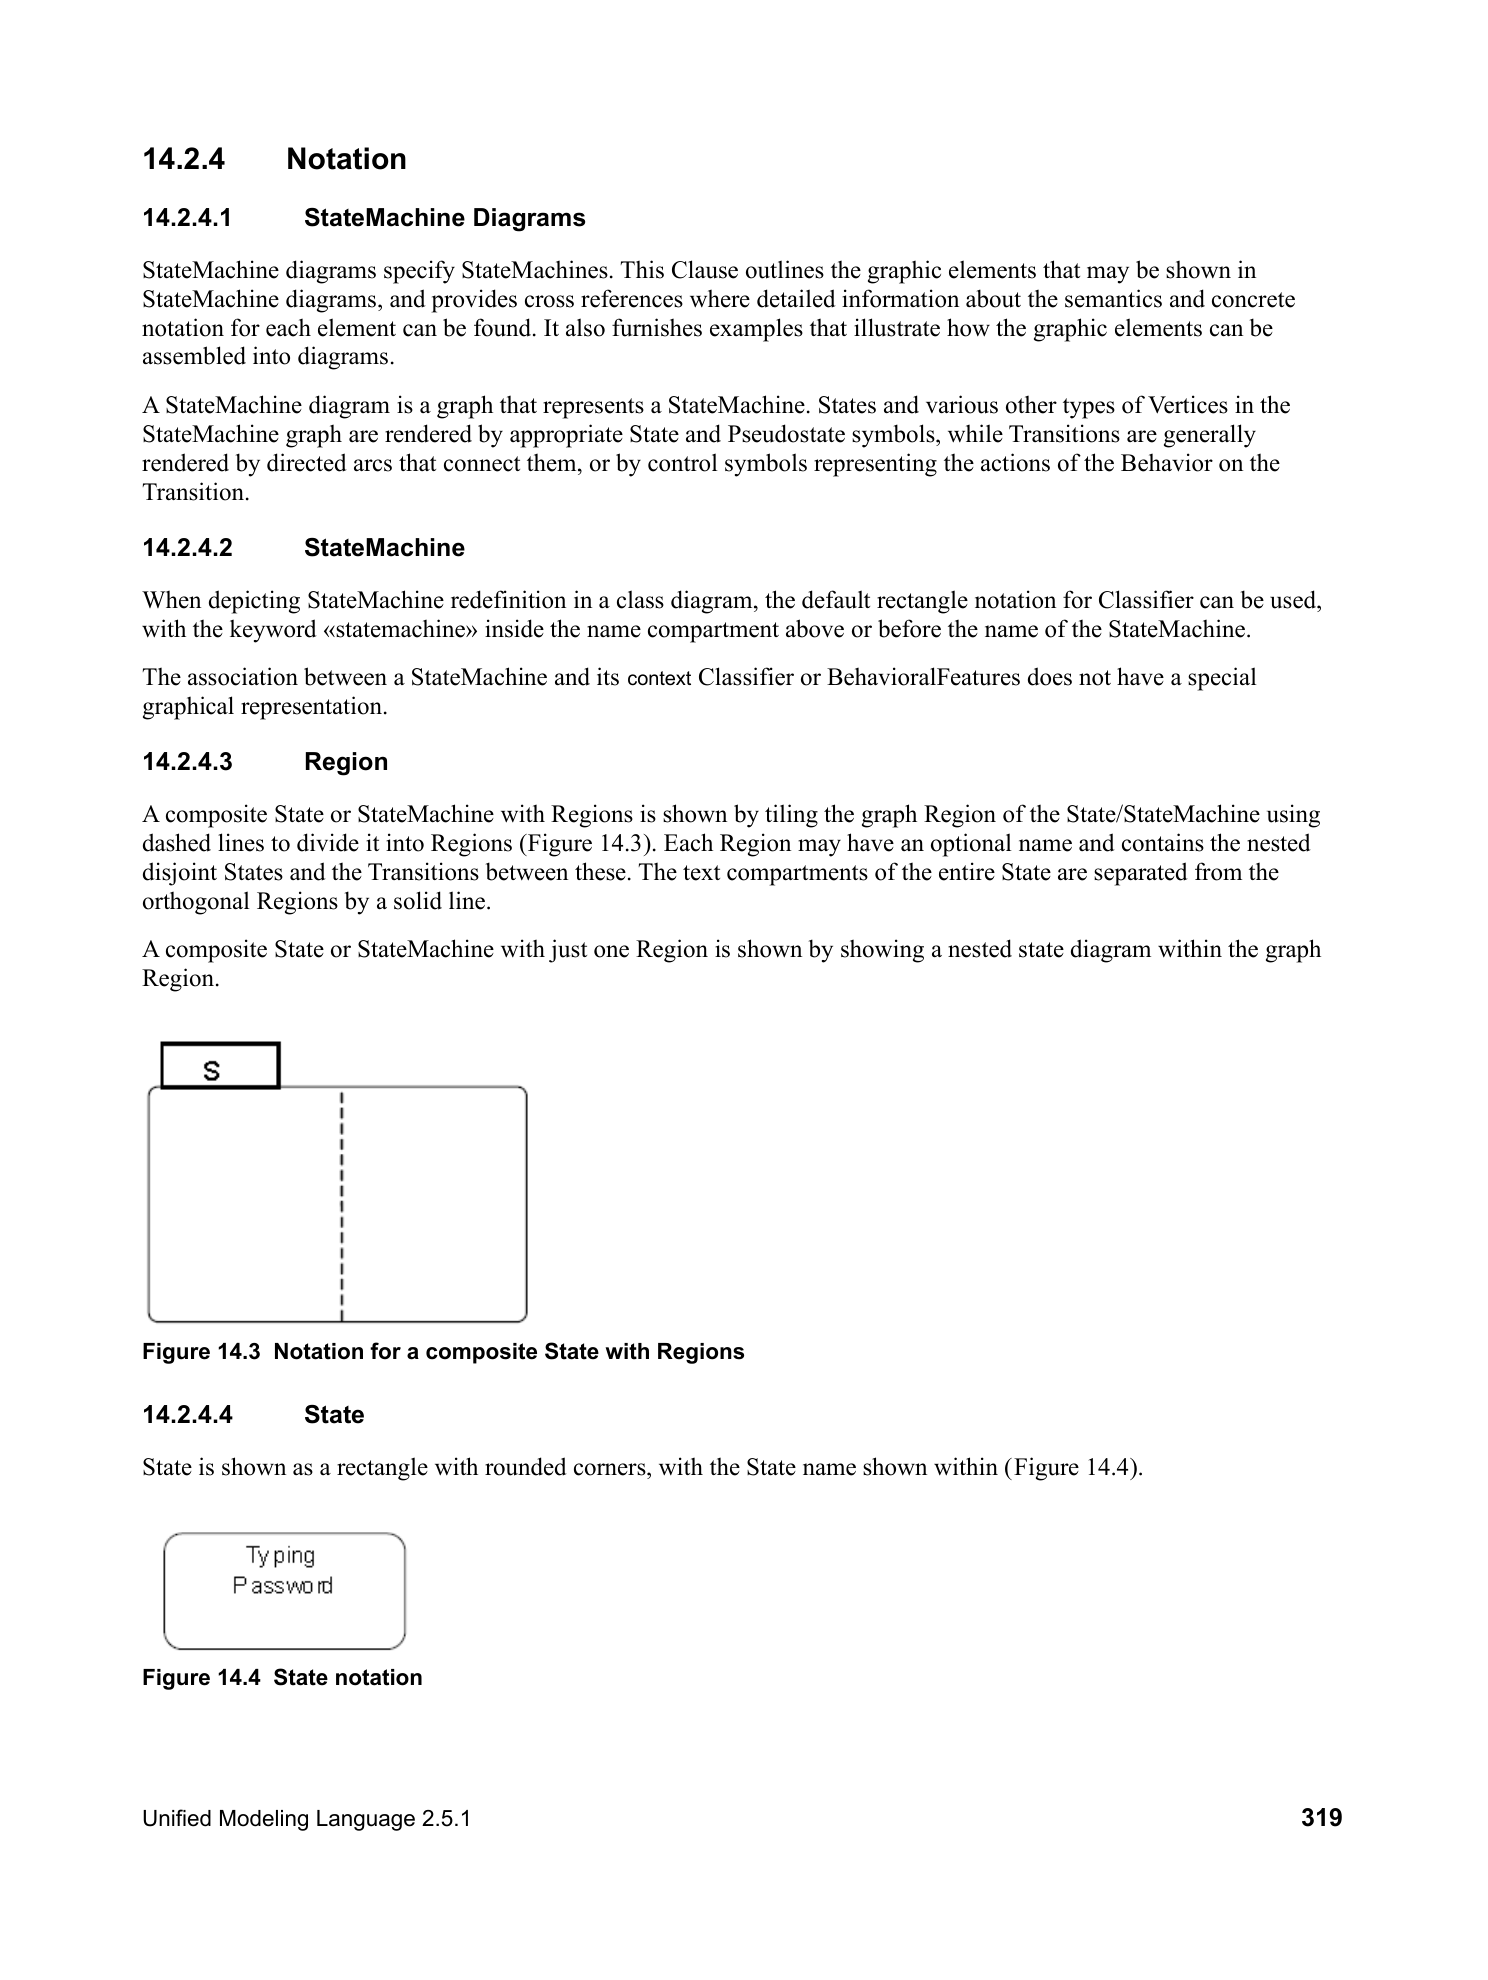 14.2.4 Notation
14.2.4.1 StateMachine Diagrams
StateMachine diagrams specify StateMachines. This Clause outlines the graphic elements that may be shown in
StateMachine diagrams, and provides cross references where detailed information about the semantics and concrete
notation for each element can be found. It also furnishes examples that illustrate how the graphic elements can be
assembled into diagrams.
A StateMachine diagram is a graph that represents a StateMachine. States and various other types of Vertices in the
StateMachine graph are rendered by appropriate State and Pseudostate symbols, while Transitions are generally
rendered by directed arcs that connect them, or by control symbols representing the actions of the Behavior on the
Transition.
14.2.4.2 StateMachine
When depicting StateMachine redefinition in a class diagram, the default rectangle notation for Classifier can be used,
with the keyword «statemachine» inside the name compartment above or before the name of the StateMachine.
The association between a StateMachine and its context Classifier or BehavioralFeatures does not have a special
graphical representation.
14.2.4.3 Region
A composite State or StateMachine with Regions is shown by tiling the graph Region of the State/StateMachine using
dashed lines to divide it into Regions (Figure 14.3). Each Region may have an optional name and contains the nested
disjoint States and the Transitions between these. The text compartments of the entire State are separated from the
orthogonal Regions by a solid line.
A composite State or StateMachine with just one Region is shown by showing a nested state diagram within the graph
Region.
S
Figure 14.3 Notation for a composite State with Regions
14.2.4.4 State
State is shown as a rectangle with rounded corners, with the State name shown within (Figure 14.4).
Typing
Password
Figure 14.4 State notation
Unified Modeling Language 2.5.1 319